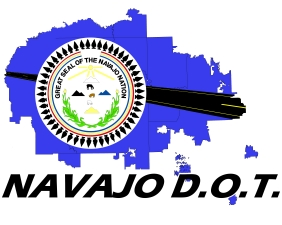 GREAT SEAL OF THE NAVAJO NATION
NAVAJO D.O.T.